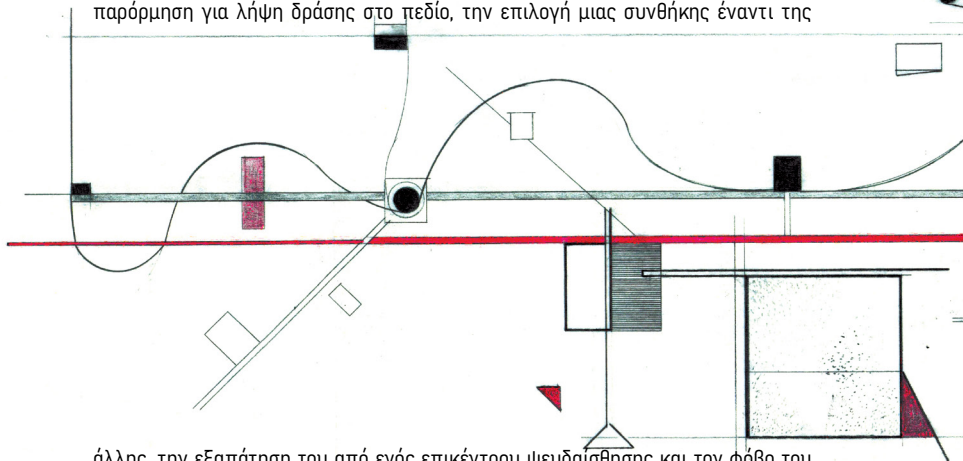 παρόρμηση για λήψη δράσης στο πεδίο, την επιλογή μιας συνθήκης έναντι της
άλλης, την εξαπάτηση του από ενός επικέντρου ψευδαίσθησης και τον φόβο του